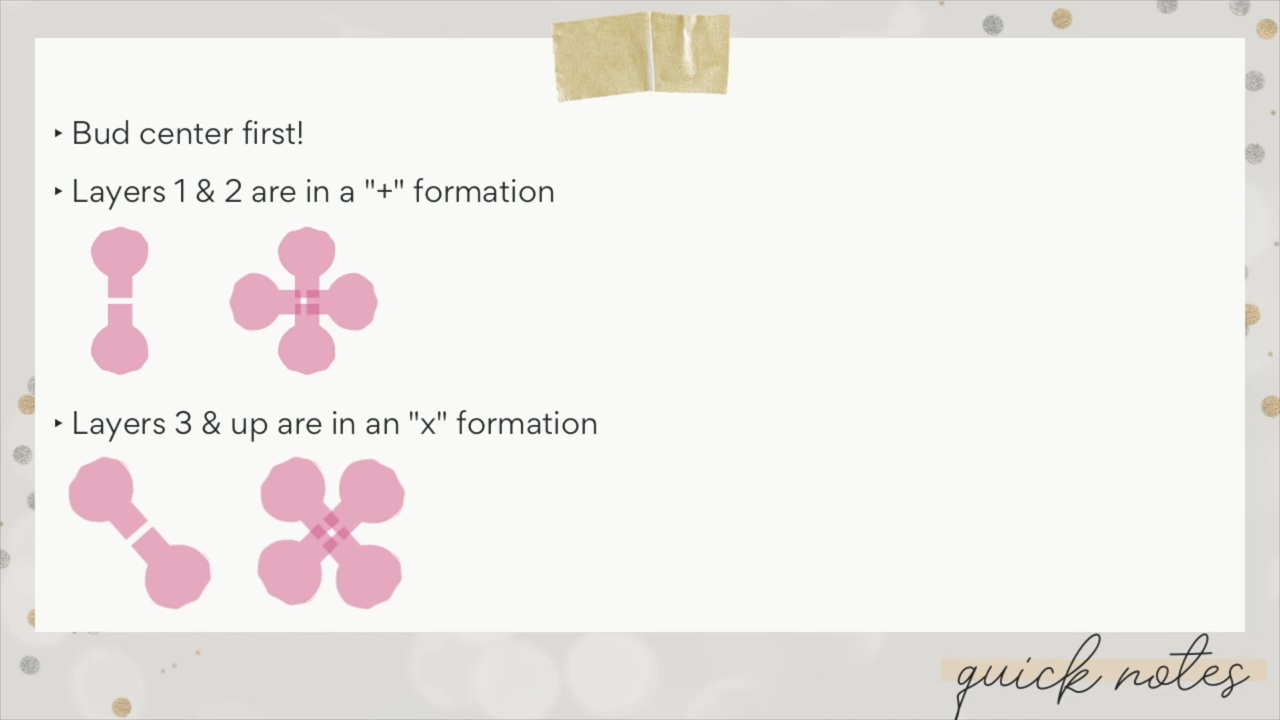 ‣ Bud center first!
‣ Layers 1 & 2 are in a "+" formation
‣ Layers 3 & up are in an "x" formation
quick notes